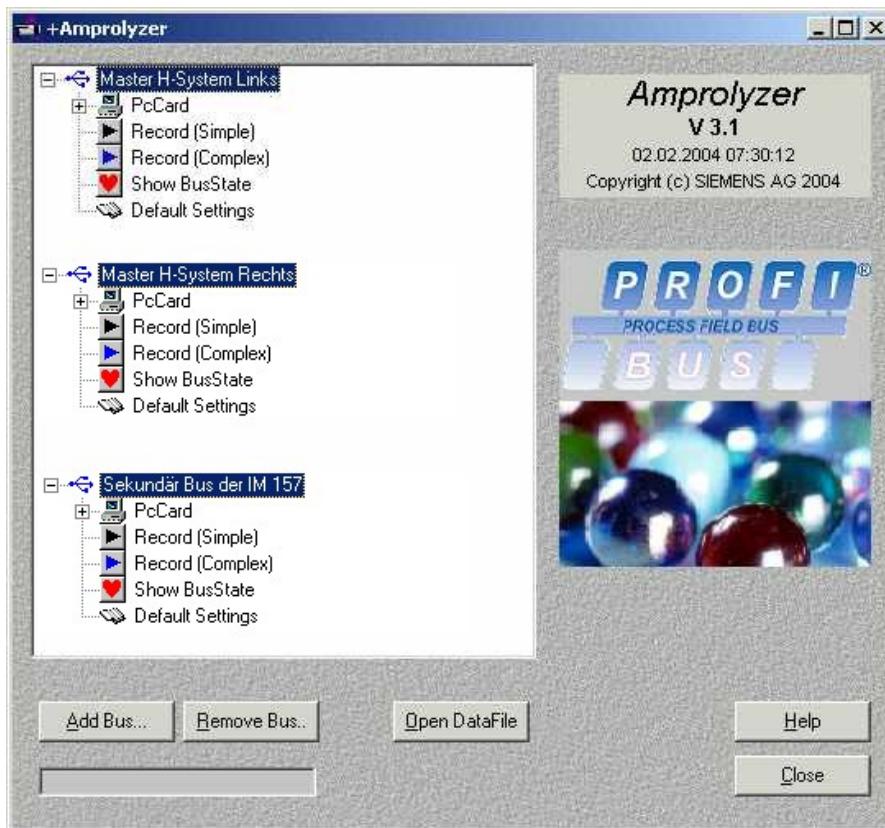 +Amprolyzer
Master H-System Links
PcCard
Record (Simple)
Record (Complex)
Show BusState
Default Settings
Master H-System Rechts
PcCard
Record (Simple)
Record (Complex)
Show BusState
Default Settings
Sekundär Bus der IM 157
PcCard
Record (Simple)
Record (Complex)
Show BusState
Default Settings
Amprolyzer
V 3.1
02.02.2004 07:30:12
Copyright (c) SIEMENS AG 2004
PROFI®
PROCESS FIELD BUS
BUS
Add Bus...
Remove Bus..
Open DataFile
Help
Close